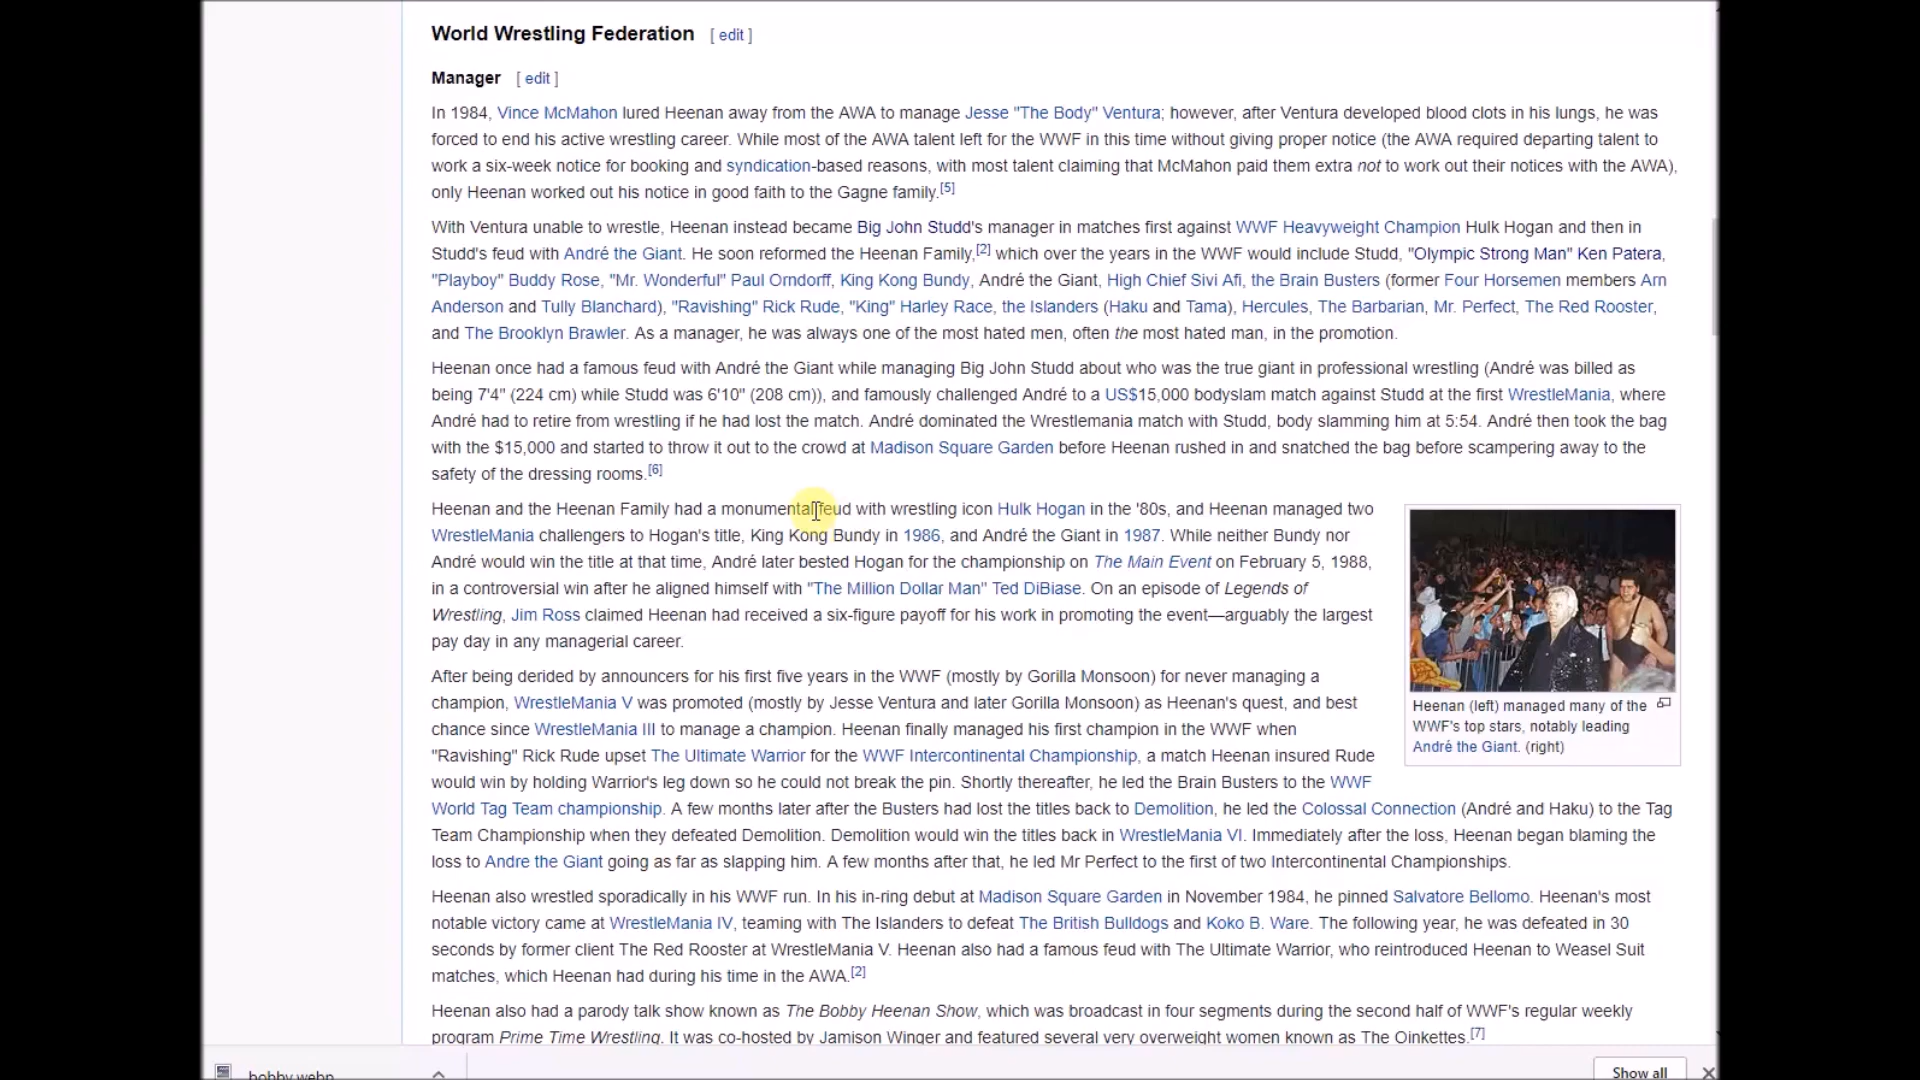 World Wrestling Federation [ edit ]
Manager [ edit ]
In 1984, Vince McMahon lured Heenan away from the AWA to manage Jesse "The Body" Ventura; however, after Ventura developed blood clots in his lungs, he was
forced to end his active wrestling career. While most of the AWA talent left for the WWF in this time without giving proper notice (the AWA required departing talent to
work a six-week notice for booking and syndication-based reasons, with most talent claiming that McMahon paid them extra not to work out their notices with the AWA),
only Heenan worked out his notice in good faith to the Gagne family.[5]
With Ventura unable to wrestle, Heenan instead became Big John Studd's manager in matches first against WWF Heavyweight Champion Hulk Hogan and then in
Studd's feud with André the Giant. He soon reformed the Heenan Family,[2] which over the years in the WWF would include Studd, "Olympic Strong Man" Ken Patera,
"Playboy" Buddy Rose, "Mr. Wonderful" Paul Orndorff, King Kong Bundy, André the Giant, High Chief Sivi Afi, the Brain Busters (former Four Horsemen members Arn
Anderson and Tully Blanchard), "Ravishing" Rick Rude, "King" Harley Race, the Islanders (Haku and Tama), Hercules, The Barbarian, Mr. Perfect, The Red Rooster,
and The Brooklyn Brawler. As a manager, he was always one of the most hated men, often the most hated man, in the promotion.
Heenan once had a famous feud with André the Giant while managing Big John Studd about who was the true giant in professional wrestling (André was billed as
being 7'4" (224 cm) while Studd was 6'10" (208 cm)), and famously challenged André to a US$15,000 bodyslam match against Studd at the first WrestleMania, where
André had to retire from wrestling if he had lost the match. André dominated the Wrestlemania match with Studd, body slamming him at 5:54. André then took the bag
with the $15,000 and started to throw it out to the crowd at Madison Square Garden before Heenan rushed in and snatched the bag before scampering away to the
safety of the dressing rooms.[6]
Heenan and the Heenan Family had a monumental feud with wrestling icon Hulk Hogan in the '80s, and Heenan managed two
WrestleMania challengers to Hogan's title, King Kong Bundy in 1986, and André the Giant in 1987. While neither Bundy nor
André would win the title at that time, André later bested Hogan for the championship on The Main Event on February 5, 1988,
in a controversial win after he aligned himself with "The Million Dollar Man" Ted DiBiase. On an episode of Legends of
Wrestling, Jim Ross claimed Heenan had received a six-figure payoff for his work in promoting the event—arguably the largest
pay day in any managerial career.
Heenan (left) managed many of the
WWF's top stars, notably leading
André the Giant. (right)
After being derided by announcers for his first five years in the WWF (mostly by Gorilla Monsoon) for never managing a
champion, WrestleMania V was promoted (mostly by Jesse Ventura and later Gorilla Monsoon) as Heenan's quest, and best
chance since WrestleMania III to manage a champion. Heenan finally managed his first champion in the WWF when
"Ravishing" Rick Rude upset The Ultimate Warrior for the WWF Intercontinental Championship, a match Heenan insured Rude
would win by holding Warrior's leg down so he could not break the pin. Shortly thereafter, he led the Brain Busters to the WWF
World Tag Team championship. A few months later after the Busters had lost the titles back to Demolition, he led the Colossal Connection (André and Haku) to the Tag
Team Championship when they defeated Demolition. Demolition would win the titles back in WrestleMania VI. Immediately after the loss, Heenan began blaming the
loss to Andre the Giant going as far as slapping him. A few months after that, he led Mr Perfect to the first of two Intercontinental Championships.
Heenan also wrestled sporadically in his WWF run. In his in-ring debut at Madison Square Garden in November 1984, he pinned Salvatore Bellomo. Heenan's most
notable victory came at WrestleMania IV, teaming with The Islanders to defeat The British Bulldogs and Koko B. Ware. The following year, he was defeated in 30
seconds by former client The Red Rooster at WrestleMania V. Heenan also had a famous feud with The Ultimate Warrior, who reintroduced Heenan to Weasel Suit
matches, which Heenan had during his time in the AWA.[2]
Heenan also had a parody talk show known as The Bobby Heenan Show, which was broadcast in four segments during the second half of WWF's regular weekly
program Prime Time Wrestling. It was co-hosted by Jamison Winger and featured several very overweight women known as The Oinkettes.[7]
bobby.webp
Show all